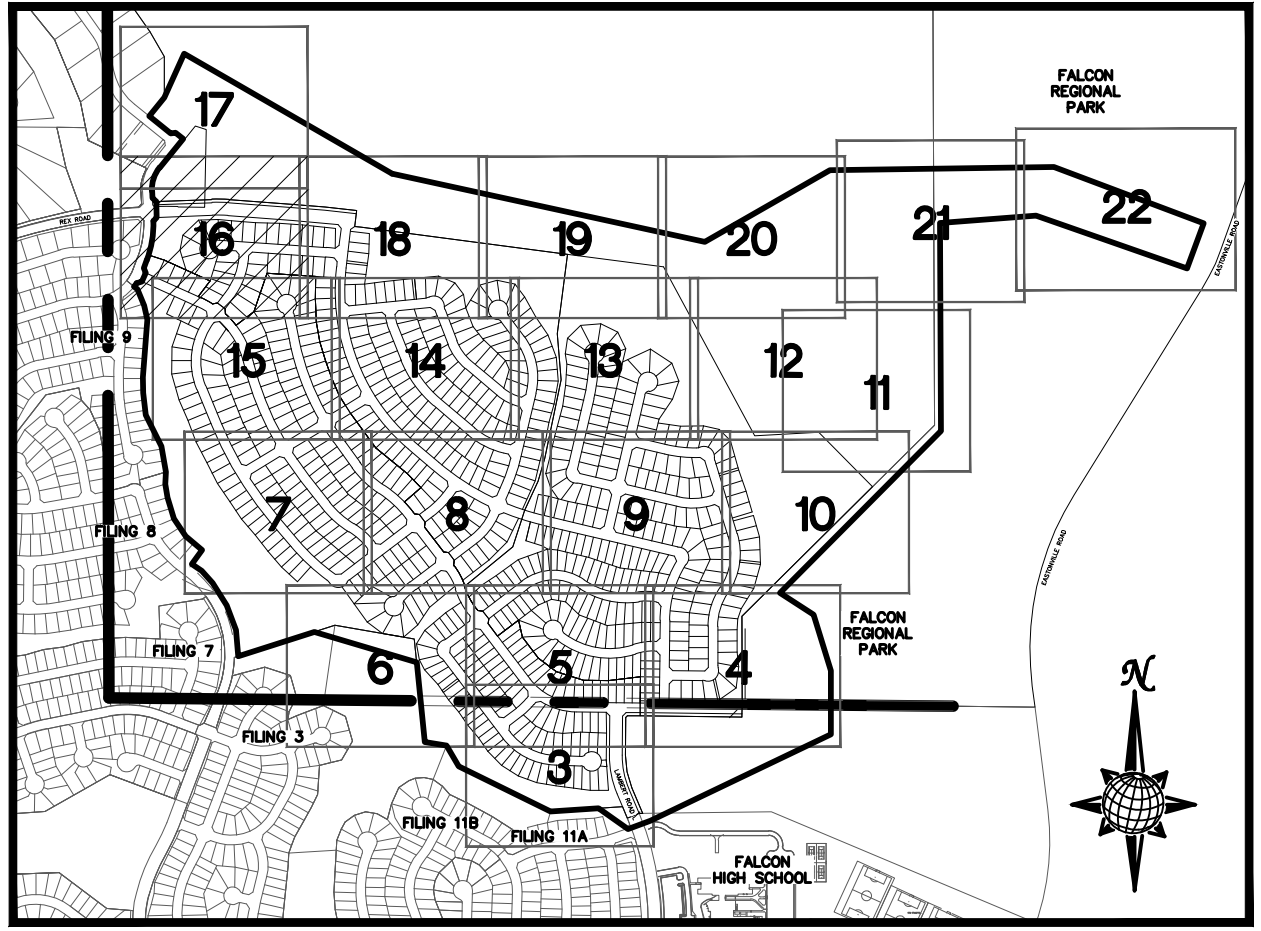 FALCON
REGIONAL
PARK
17
22
REX ROAD
16
18
19
20
21
EASTONVILLE ROAD
FILING 9
15
14
13
12
11
7
8
9
10
FILING 8
EASTONVILLE ROAD
FALCON
REGIONAL
PARK
FILING 7
6
5
4
N
FILING 3
3
LAMBERT ROAD
FILING 11B
FILING 11A
FALCON
HIGH SCHOOL